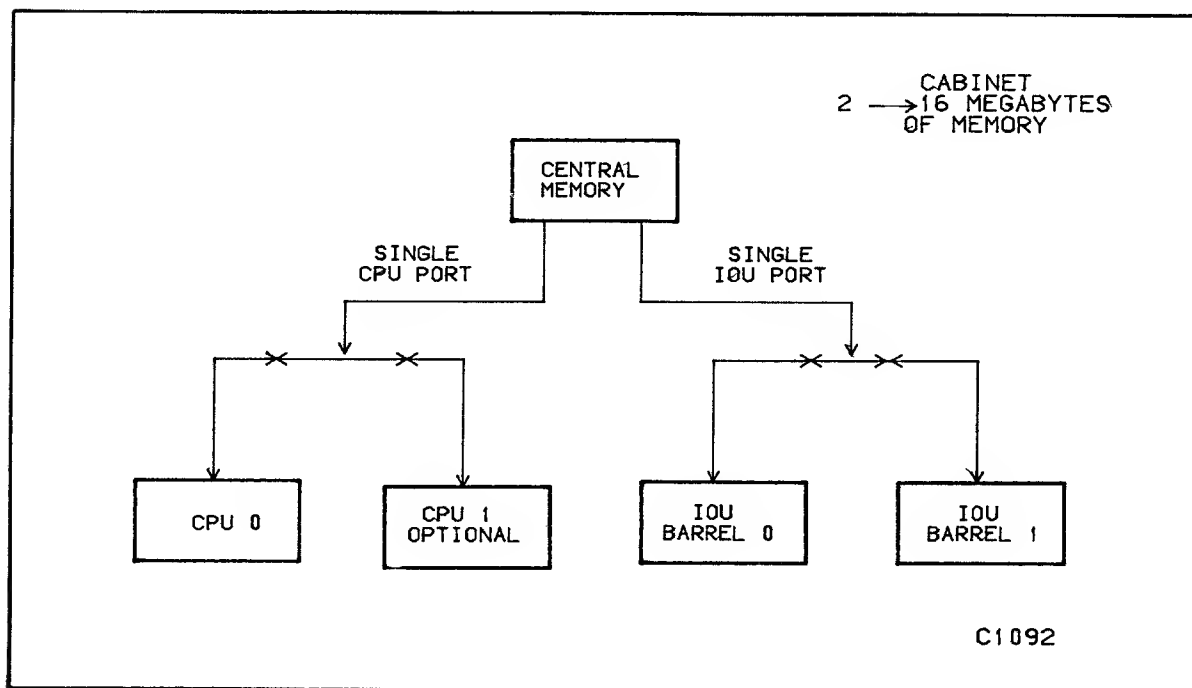 CABINET
2 → 16 MEGABYTES
OF MEMORY
CENTRAL
MEMORY
SINGLE
CPU PORT
SINGLE
IOU PORT
CPU 0
CPU 1
OPTIONAL
IOU
BARREL 0
IOU
BARREL 1
C1092